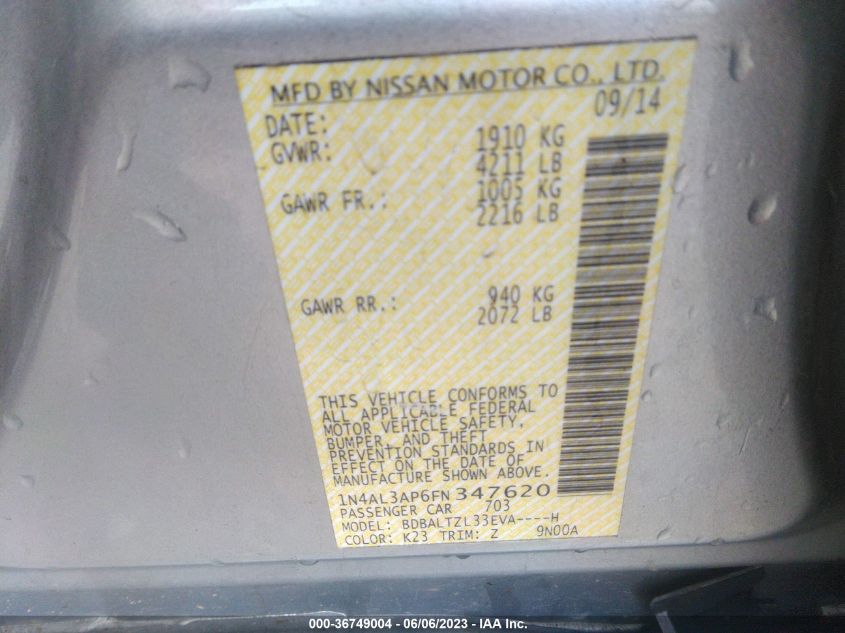 MFD BY NISSAN MOTOR CO., LTD.
DATE: 09/14
GVWR: 1910 KG
4211 LB
GAWR FR.: 1005 KG
2216 LB
GAWR RR.: 940 KG
2072 LB
THIS VEHICLE CONFORMS TO
ALL APPLICABLE FEDERAL
MOTOR VEHICLE SAFETY,
BUMPER, AND THEFT
PREVENTION STANDARDS IN
EFFECT ON THE DATE OF
MANUFACTURE SHOWN ABOVE.
1N4AL3AP6FN347620
PASSENGER CAR 703
MODEL: BDBALTZL33EVA----H
COLOR: K23 TRIM: Z 9N00A
000-36749004 - 06/06/2023 - IAA Inc.